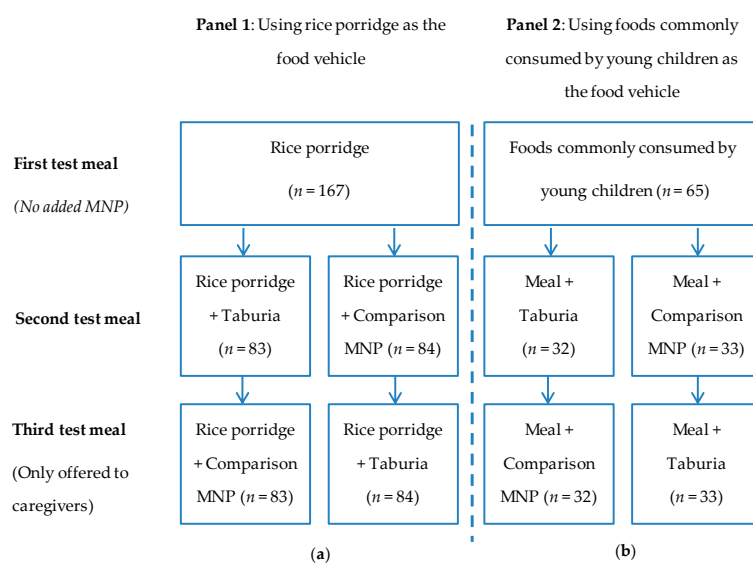 Panel 1: Using rice porridge as the
food vehicle
Panel 2: Using foods commonly
consumed by young children as
the food vehicle
First test meal
(No added MNP)
Rice porridge
(n = 167)
Foods commonly consumed by
young children (n = 65)
Second test meal
Rice porridge
+ Taburia
(n = 83)
Rice porridge
+ Comparison
MNP (n = 84)
Meal +
Taburia
(n = 32)
Meal +
Comparison
MNP (n = 33)
Third test meal
(Only offered to
caregivers)
Rice porridge
+ Comparison
MNP (n = 83)
Rice porridge
+ Taburia
(n = 84)
Meal +
Comparison
MNP (n = 32)
Meal +
Taburia
(n = 33)
(a)
(b)